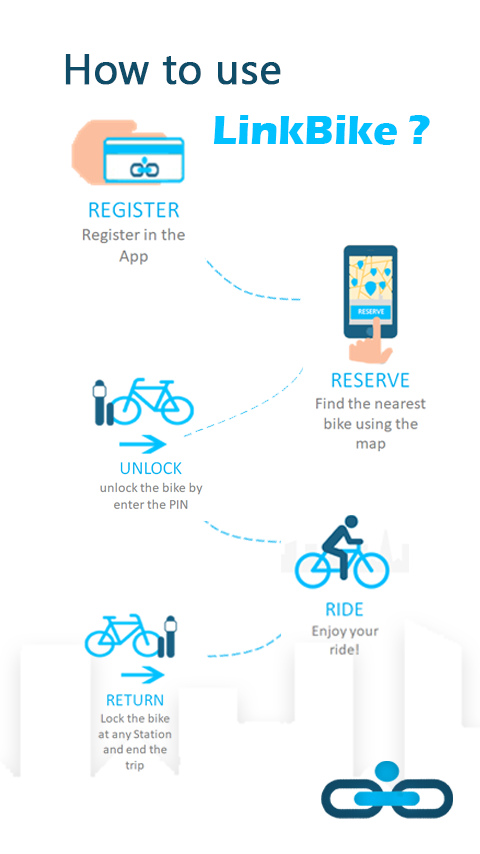 How to use
LinkBike ?
REGISTER
Register in the
App
RESERVE
RESERVE
Find the nearest
bike using the
map
UNLOCK
unlock the bike by
enter the PIN
RIDE
Enjoy your
ride!
RETURN
Lock the bike
at any Station
and end the
trip